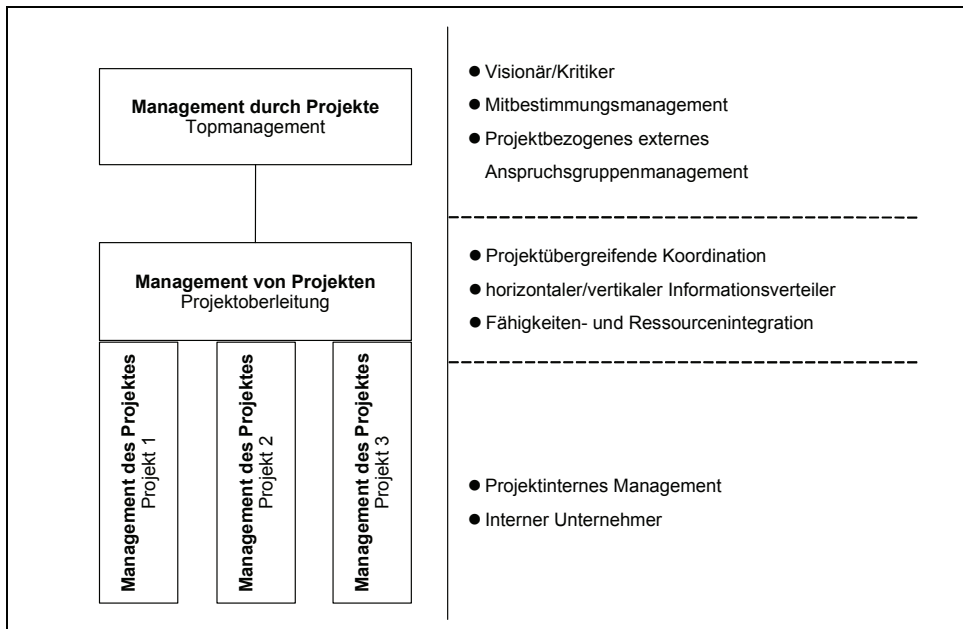 Management durch Projekte
Topmanagement
● Visionär/Kritiker
● Mitbestimmungsmanagement
● Projektbezogenes externes
Anspruchsgruppenmanagement
Management von Projekten
Projektoberleitung
● Projektübergreifende Koordination
● horizontaler/vertikaler Informationsverteiler
● Fähigkeiten- und Ressourcenintegration
Management des Projektes
Projekt 1
Management des Projektes
Projekt 2
Management des Projektes
Projekt 3
● Projektinternes Management
● Interner Unternehmer